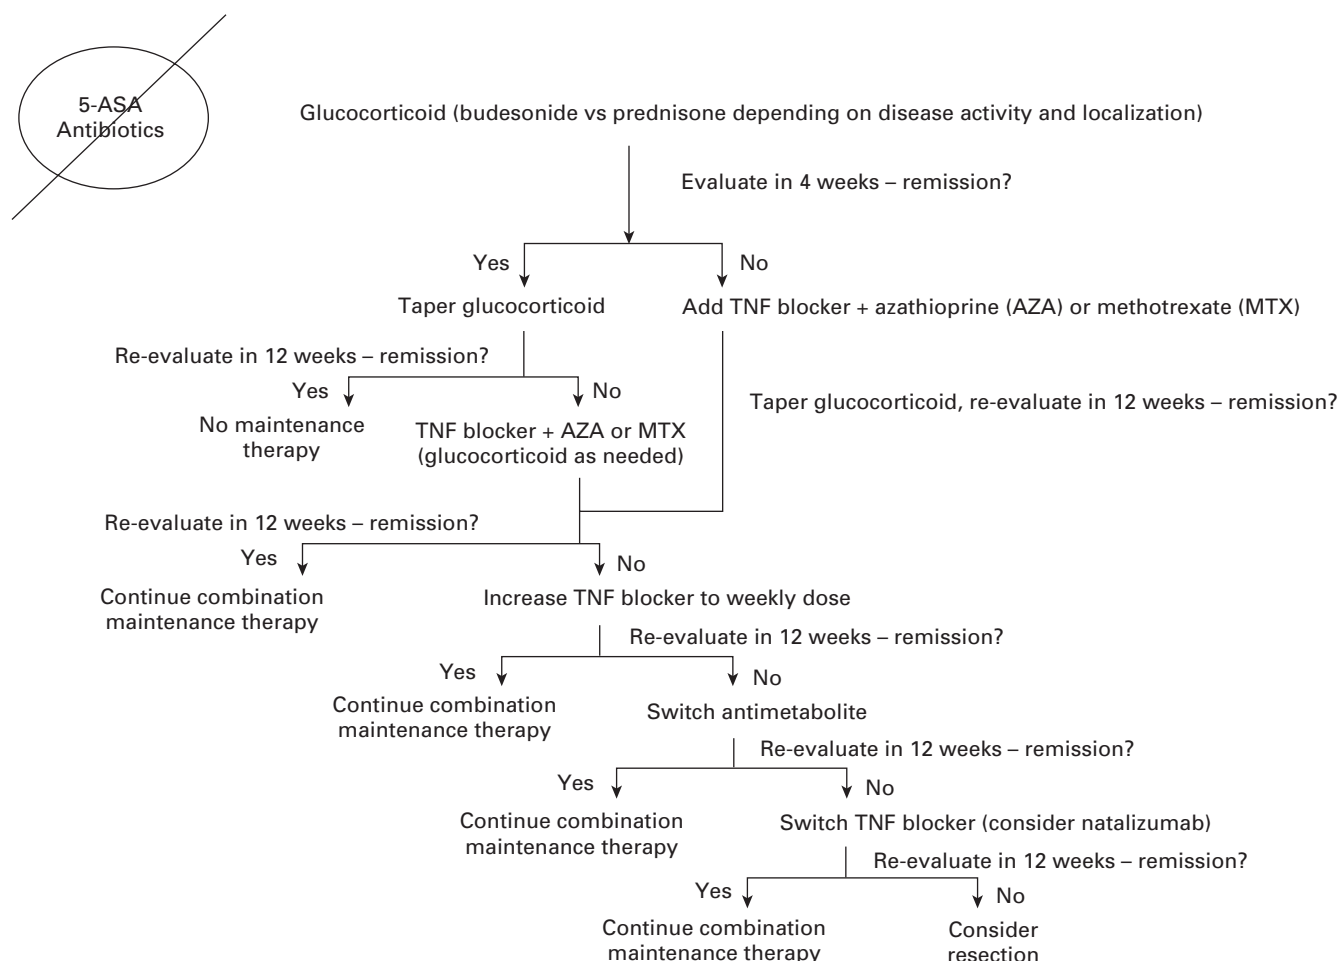 5-ASA
Antibiotics
Glucocorticoid (budesonide vs prednisone depending on disease activity and localization)
Evaluate in 4 weeks – remission?
Yes
No
Taper glucocorticoid
Add TNF blocker + azathioprine (AZA) or methotrexate (MTX)
Re-evaluate in 12 weeks – remission?
Yes
No
Taper glucocorticoid, re-evaluate in 12 weeks – remission?
No maintenance
therapy
TNF blocker + AZA or MTX
(glucocorticoid as needed)
Re-evaluate in 12 weeks – remission?
Yes
No
Continue combination
maintenance therapy
Increase TNF blocker to weekly dose
Re-evaluate in 12 weeks – remission?
Yes
No
Continue combination
maintenance therapy
Switch antimetabolite
Re-evaluate in 12 weeks – remission?
Yes
No
Continue combination
maintenance therapy
Switch TNF blocker (consider natalizumab)
Re-evaluate in 12 weeks – remission?
Yes
No
Continue combination
maintenance therapy
Consider
resection